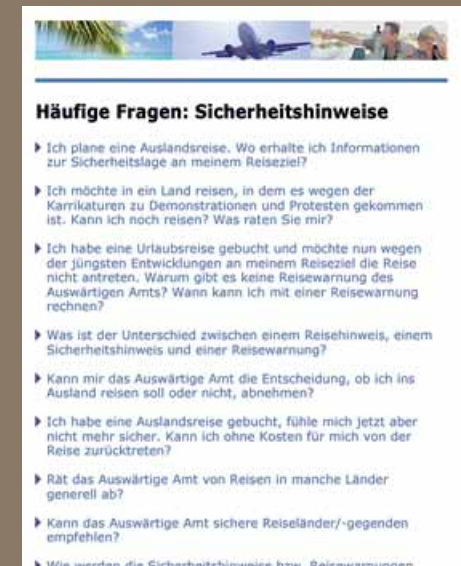 Häufige Fragen: Sicherheitshinweise
Ich plane eine Auslandsreise. Wo erhalte ich Informationen
zur Sicherheitslage an meinem Reiseziel?
Ich möchte in ein Land reisen, in dem es wegen der
Karrikaturen zu Demonstrationen und Protesten gekommen
ist. Kann ich noch reisen? Was raten Sie mir?
Ich habe eine Urlaubsreise gebucht und möchte nun wegen
der jüngsten Entwicklungen an meinem Reiseziel die Reise
nicht antreten. Warum gibt es keine Reisewarnung des
Auswärtigen Amts? Wann kann ich mit einer Reisewarnung
rechnen?
Was ist der Unterschied zwischen einem Reisehinweis, einem
Sicherheitshinweis und einer Reisewarnung?
Kann mir das Auswärtige Amt die Entscheidung, ob ich ins
Ausland reisen soll oder nicht, abnehmen?
Ich habe eine Auslandsreise gebucht, fühle mich jetzt aber
nicht mehr sicher. Kann ich ohne Kosten für mich von der
Reise zurücktreten?
Rät das Auswärtige Amt von Reisen in manche Länder
generell ab?
Kann das Auswärtige Amt sichere Reiseländer/-gegenden
empfehlen?
Wie werden die Sicherheitshinweise bzw. Reisewarnungen